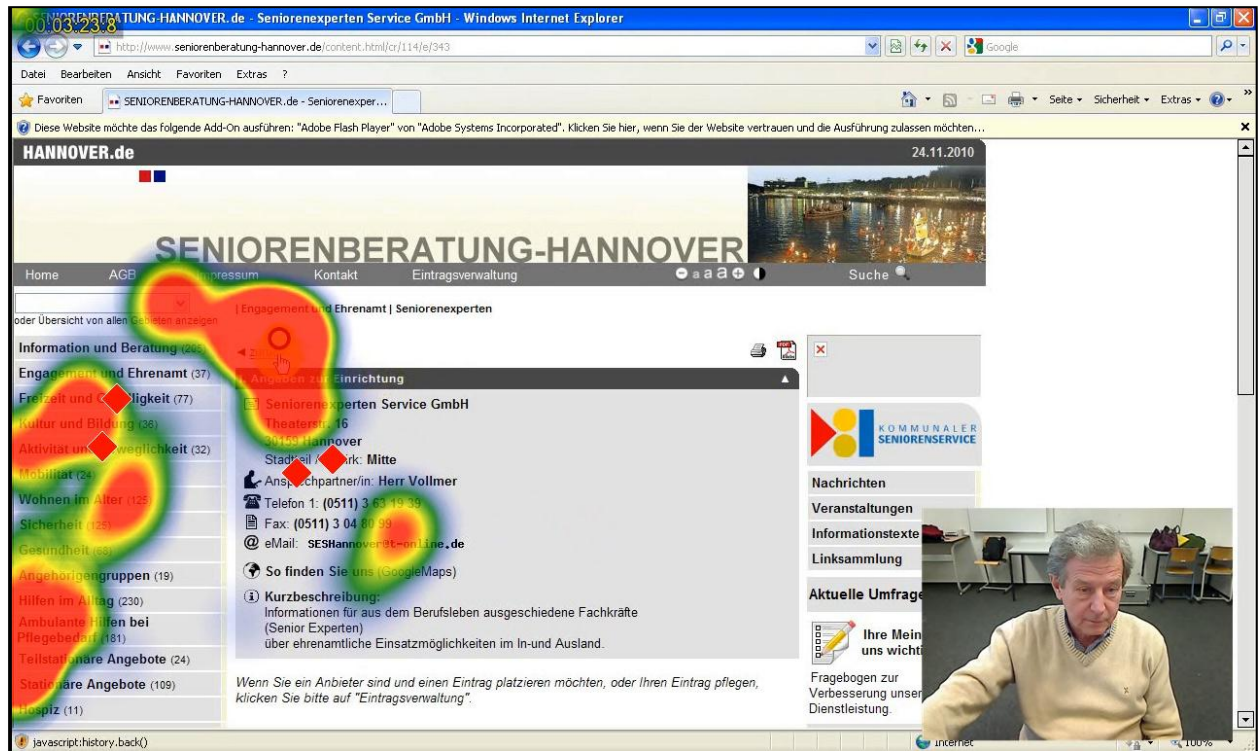 00:03:23.8
SENIORENBERATUNG-HANNOVER.de - Seniorenexperten Service GmbH - Windows Internet Explorer
http://www.seniorenberatung-hannover.de/content.html/cr/114/e/343
Google
Datei Bearbeiten Ansicht Favoriten Extras ?
Favoriten
SENIORENBERATUNG-HANNOVER.de - Seniorenexper...
Seite
Sicherheit
Extras
Diese Website möchte das folgende Add-On ausführen: "Adobe Flash Player" von "Adobe Systems Incorporated". Klicken Sie hier, wenn Sie der Website vertrauen und die Ausführung zulassen möchten...
HANNOVER.de
24.11.2010
SENIORENBERATUNG-HANNOVER
Home AGB Impressum Kontakt Eintragsverwaltung a a a Suche
oder Übersicht von allen Gebieten anzeigen
| Engagement und Ehrenamt | Seniorenexperten
Information und Beratung
Engagement und Ehrenamt (37)
Freizeit und Geselligkeit (77)
Kultur und Bildung (36)
Aktivität und Beweglichkeit (32)
Mobilität (24)
Wohnen im Alter (125)
Sicherheit (125)
Gesundheit (68)
Angehörigengruppen (19)
Hilfen im Alltag (230)
Ambulante Hilfen bei
Pflegebedarf (181)
Teilstationäre Angebote (24)
Stationäre Angebote (109)
Hospiz (11)
Angaben zur Einrichtung
Seniorenexperten Service GmbH
Theaterstr. 16
30159 Hannover
Stadtteil / Bezirk: Mitte
Ansprechpartner/in: Herr Vollmer
Telefon 1: (0511) 3 63 19 39
Fax: (0511) 3 04 80 99
eMail: SESHannover@t-online.de
So finden Sie uns (GoogleMaps)
Kurzbeschreibung:
Informationen für aus dem Berufsleben ausgeschiedene Fachkräfte
(Senior Experten)
über ehrenamtliche Einsatzmöglichkeiten im In-und Ausland.
Wenn Sie ein Anbieter sind und einen Eintrag platzieren möchten, oder Ihren Eintrag pflegen,
klicken Sie bitte auf "Eintragsverwaltung".
KOMMUNALER
SENIORENSERVICE
Nachrichten
Veranstaltungen
Informationstexte
Linksammlung
Aktuelle Umfrage
Ihre Mein
uns wichti
Fragebogen zur
Verbesserung unser
Dienstleistung.
javascript:history.back()
Internet
100%